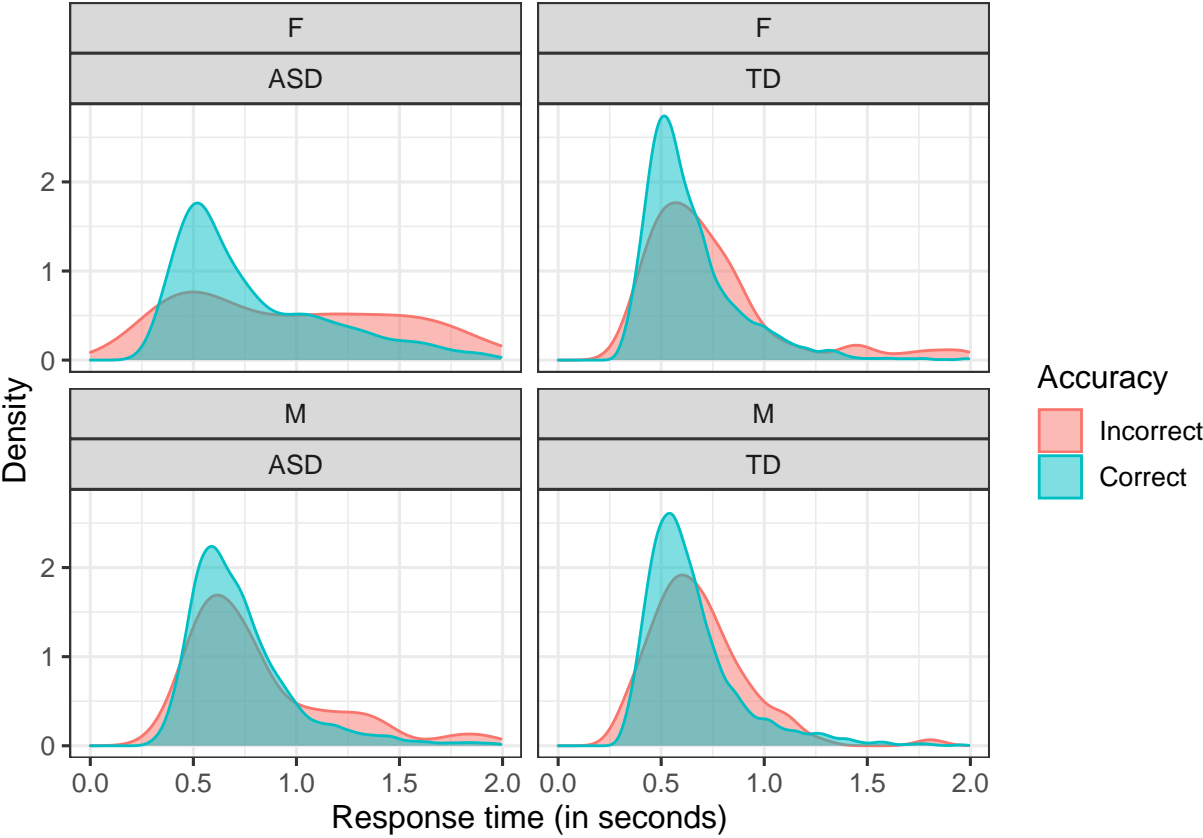 F
F
ASD
TD
2
1
0
M
M
ASD
TD
2
1
0
0.0 0.5 1.0 1.5 2.0
0.0 0.5 1.0 1.5 2.0
Response time (in seconds)
Density
Accuracy
Incorrect
Correct